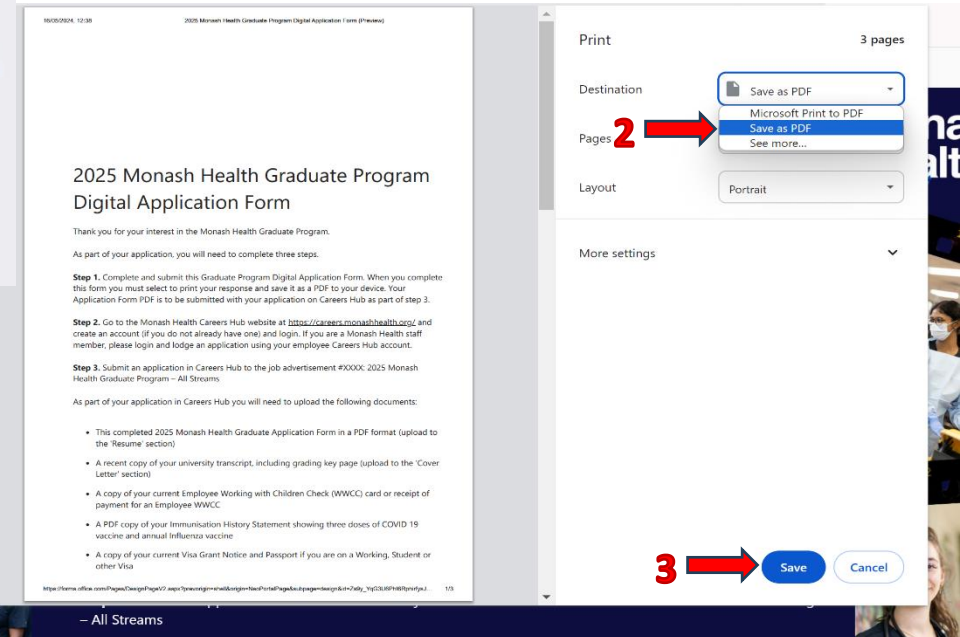 16/05/2024, 12:38
2025 Monash Health Graduate Program Digital Application Form (Preview)
2025 Monash Health Graduate Program
Digital Application Form
Thank you for your interest in the Monash Health Graduate Program.
As part of your application, you will need to complete three steps.
Step 1. Complete and submit this Graduate Program Digital Application Form. When you complete
this form you must select to print your response and save it as a PDF to your device. Your
Application Form PDF is to be submitted with your application on Careers Hub as part of step 3.
Step 2. Go to the Monash Health Careers Hub website at https://careers.monashhealth.org/ and
create an account (if you do not already have one) and login. If you are a Monash Health staff
member, please login and lodge an application using your employee Careers Hub account.
Step 3. Submit an application in Careers Hub to the job advertisement #XXXX: 2025 Monash
Health Graduate Program – All Streams
As part of your application in Careers Hub you will need to upload the following documents:
• This completed 2025 Monash Health Graduate Application Form in a PDF format (upload to
the 'Resume' section)
• A recent copy of your university transcript, including grading key page (upload to the 'Cover
Letter' section)
• A copy of your current Employee Working with Children Check (WWCC) card or receipt of
payment for an Employee WWCC
• A PDF copy of your Immunisation History Statement showing three doses of COVID 19
vaccine and annual Influenza vaccine
• A copy of your current Visa Grant Notice and Passport if you are on a Working, Student or
other Visa
1/3
Print
3 pages
Destination
Save as PDF
Microsoft Print to PDF
Save as PDF
See more...
Pages
2
Layout
Portrait
More settings
3
Save
Cancel
– All Streams